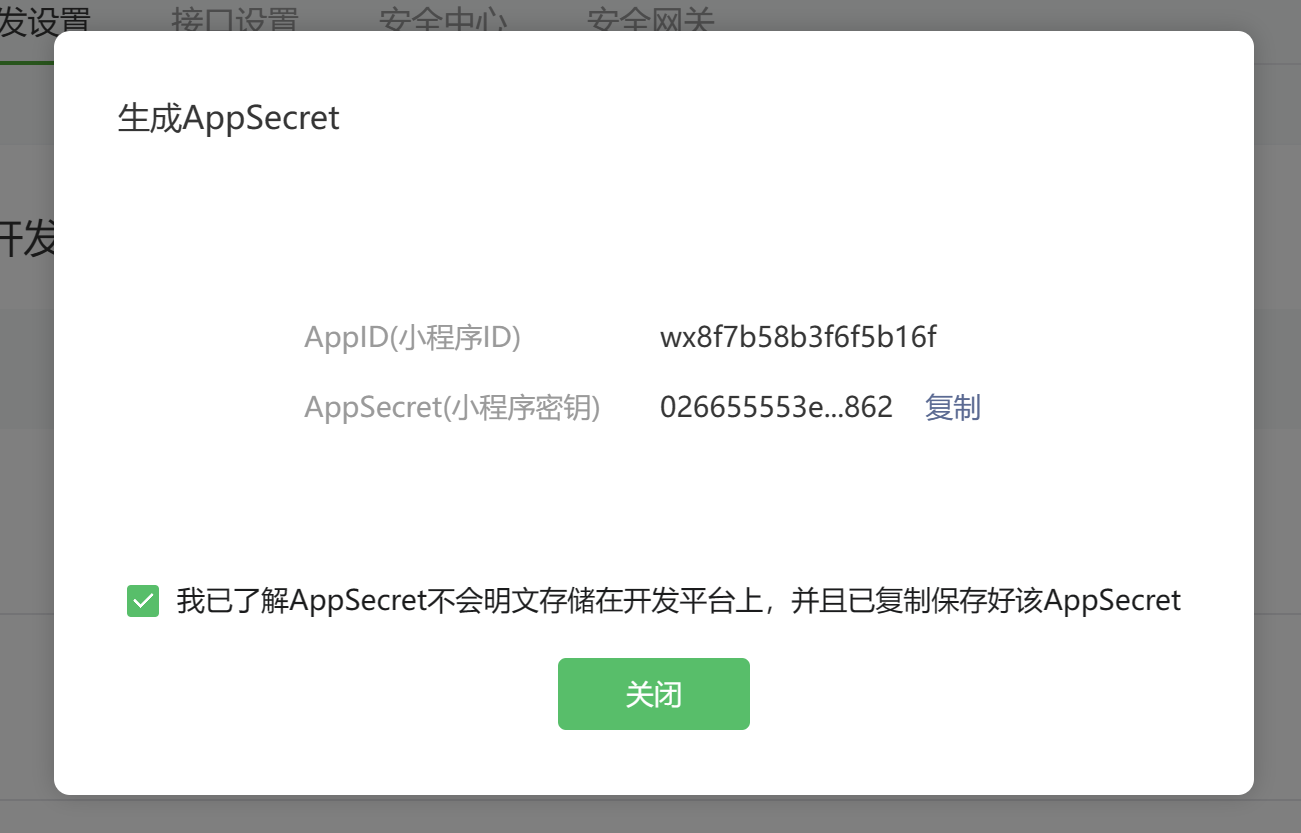 发设置 接口设置 安全中心 安全网关
生成AppSecret
开发
AppID(小程序ID) wx8f7b58b3f6f5b16f
AppSecret(小程序密钥) 026655553e...862 复制
我已了解AppSecret不会明文存储在开发平台上，并且已复制保存好该AppSecret
关闭